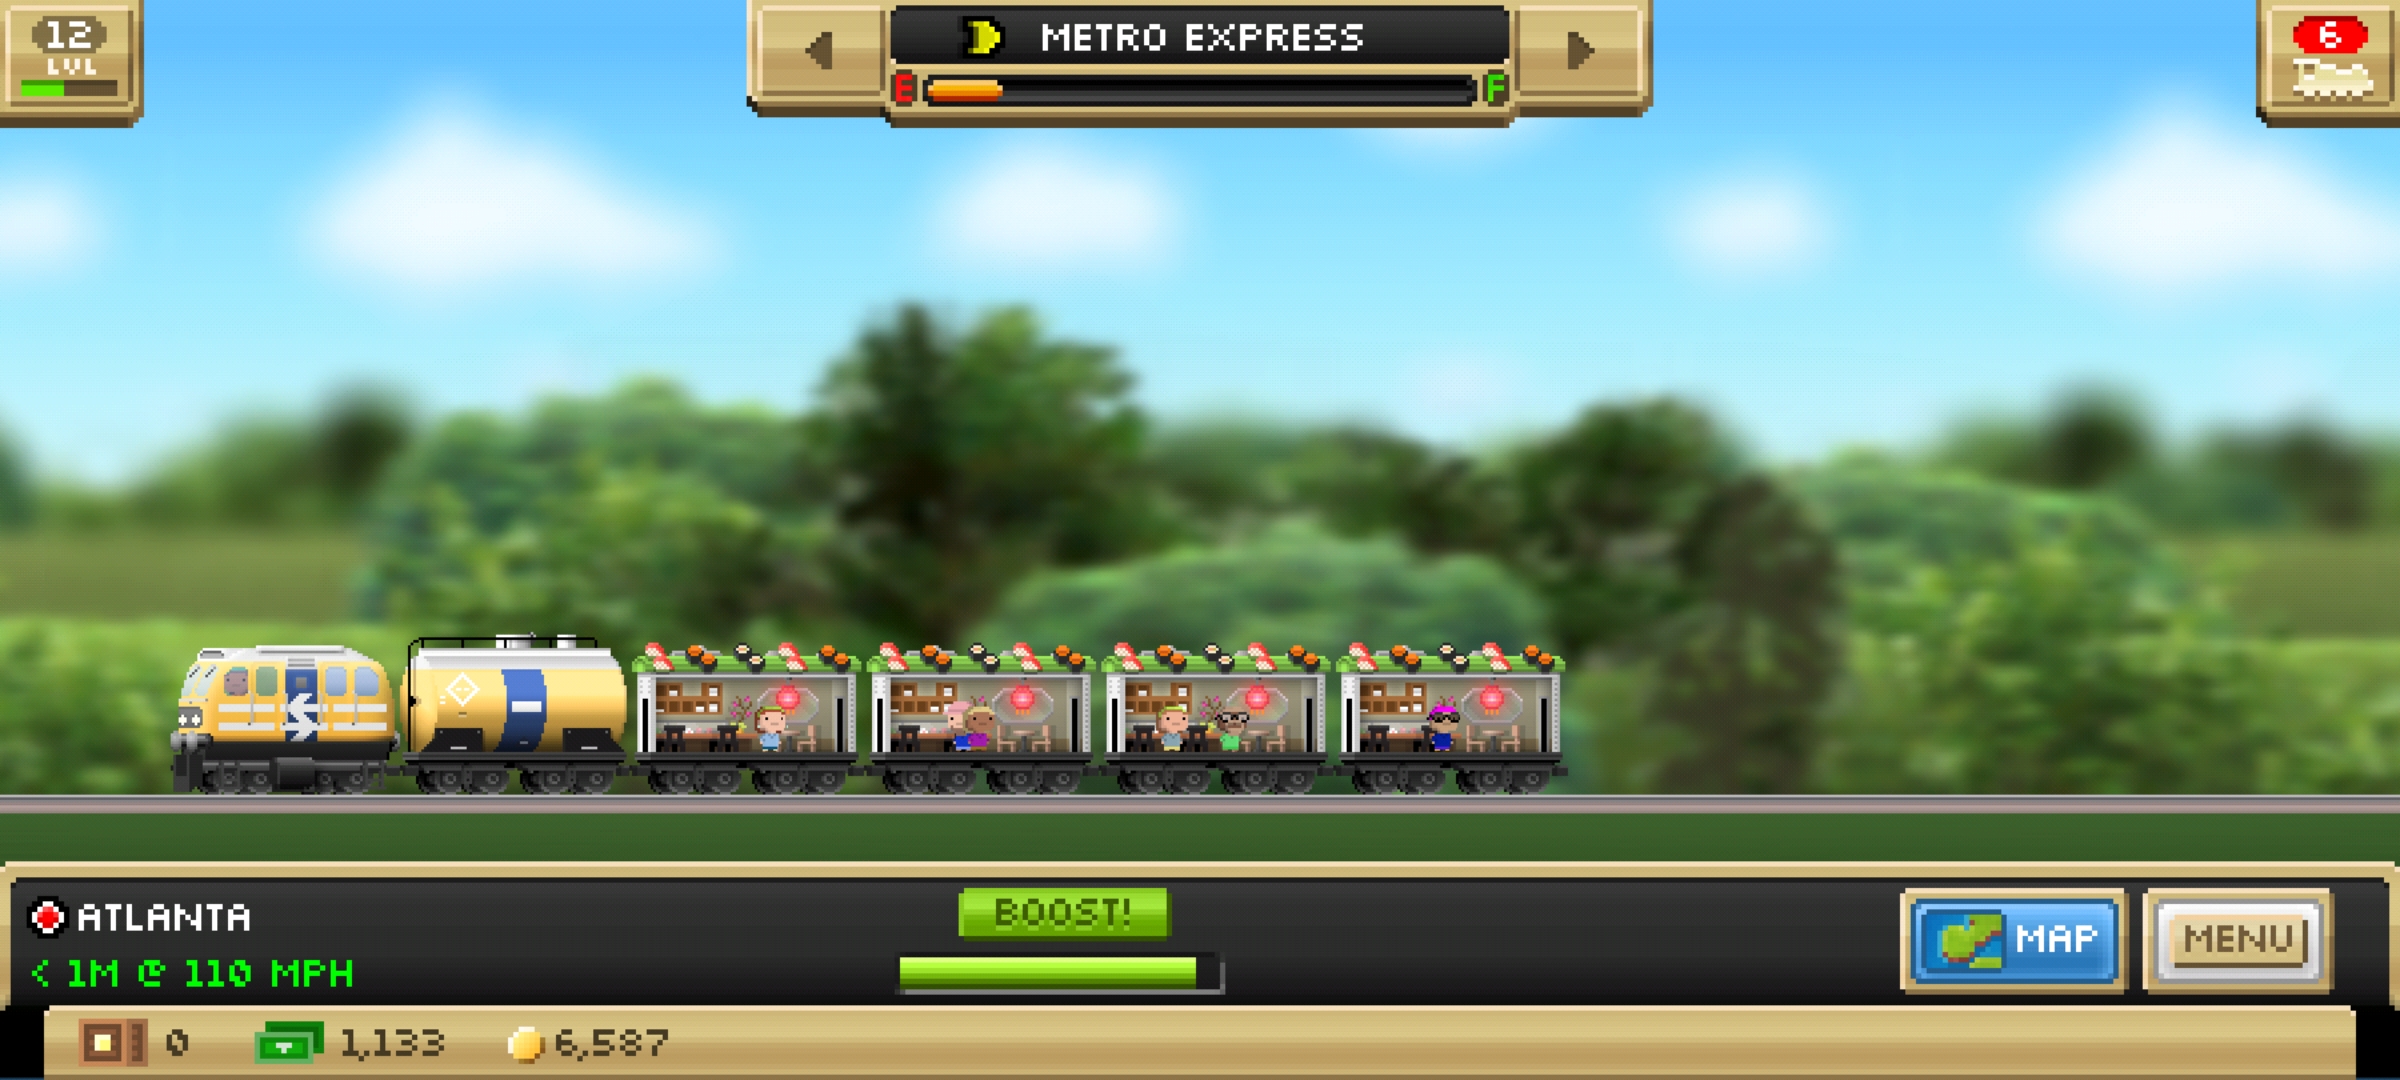 12
LVL
METRO EXPRESS
E F
6
ATLANTA
< 1M @ 110 MPH
BOOST!
MAP
MENU
0 1,133 6,587